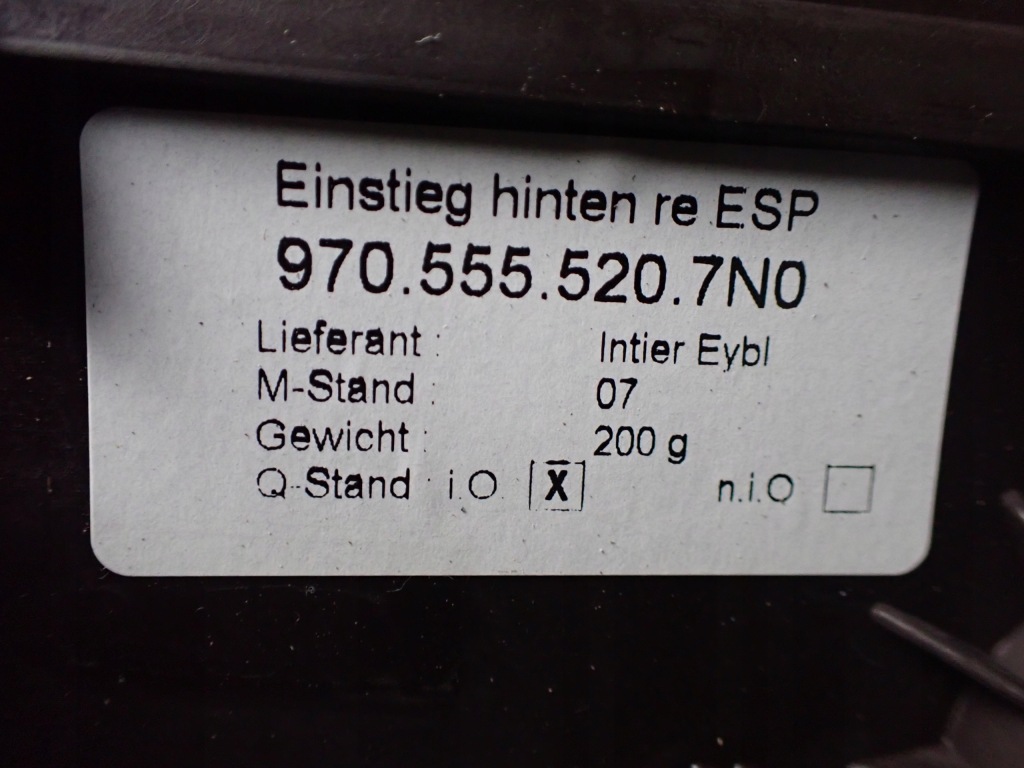 Einstieg hinten re ESP
970.555.520.7N0
Lieferant : Intier Eybl
M-Stand : 07
Gewicht : 200 g
Q-Stand i.O X n.i.O